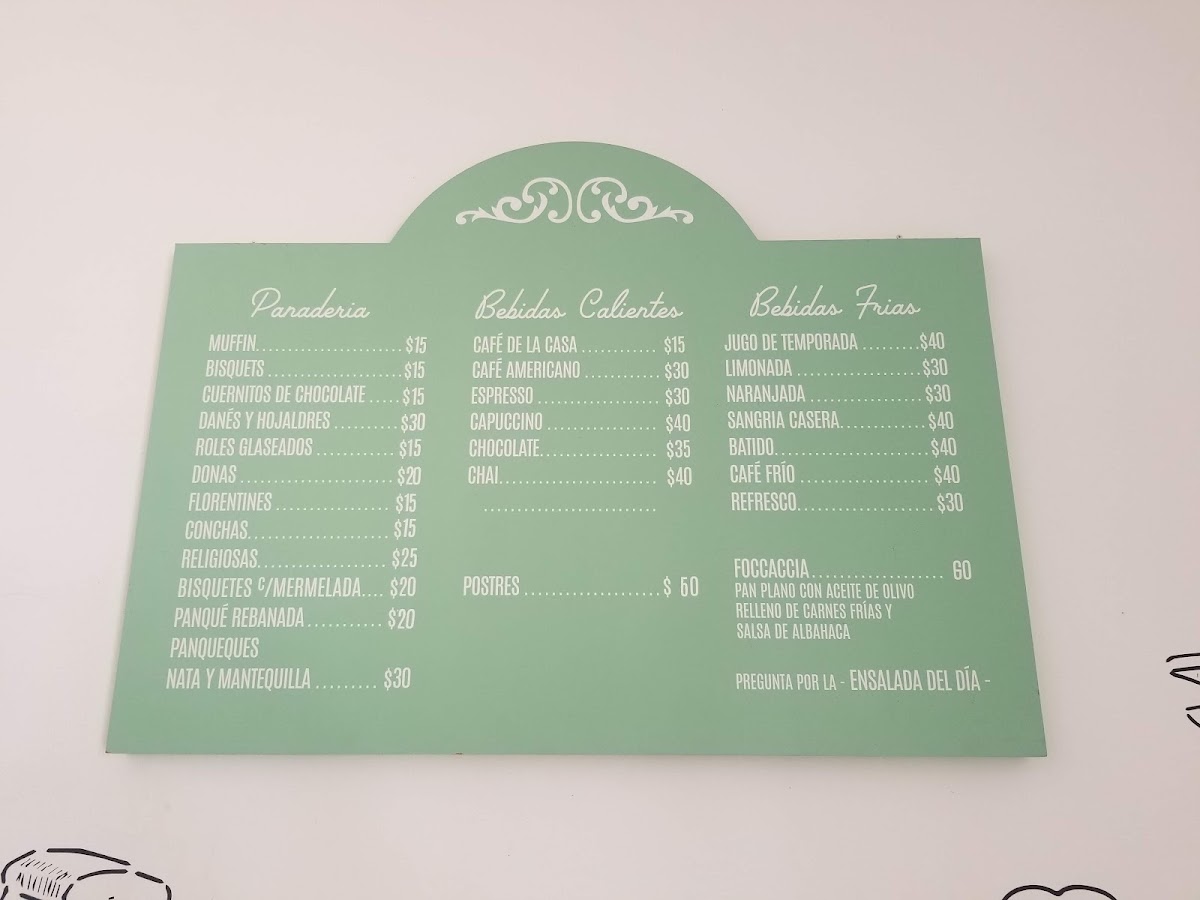 Panaderia
MUFFIN........................$15
BISQUETS ....................$15
CUERNITOS DE CHOCOLATE .....$15
DANÉS Y HOJALDRES ..........$30
ROLES GLASEADOS ............$15
DONAS .......................$20
FLORENTINES .................$15
CONCHAS......................$15
RELIGIOSAS...................$25
BISQUETES C/MERMELADA.... $20
PANQUÉ REBANADA...........$20
PANQUEQUES
NATA Y MANTEQUILLA .........$30
Bebidas Calientes
CAFÉ DE LA CASA ............ $15
CAFÉ AMERICANO ............$30
ESPRESSO ....................$30
CAPUCCINO ..................$40
CHOCOLATE...................$35
CHAI..........................$40
............................
POSTRES .....................$ 50
Bebidas Frias
JUGO DE TEMPORADA .........$40
LIMONADA ...................$30
NARANJADA ..................$30
SANGRIA CASERA.............$40
BATIDO........................$40
CAFÉ FRÍO ....................$40
REFRESCO.....................$30
FOCCACCIA.................... 60
PAN PLANO CON ACEITE DE OLIVO
RELLENO DE CARNES FRÍAS Y
SALSA DE ALBAHACA
PREGUNTA POR LA - ENSALADA DEL DÍA -